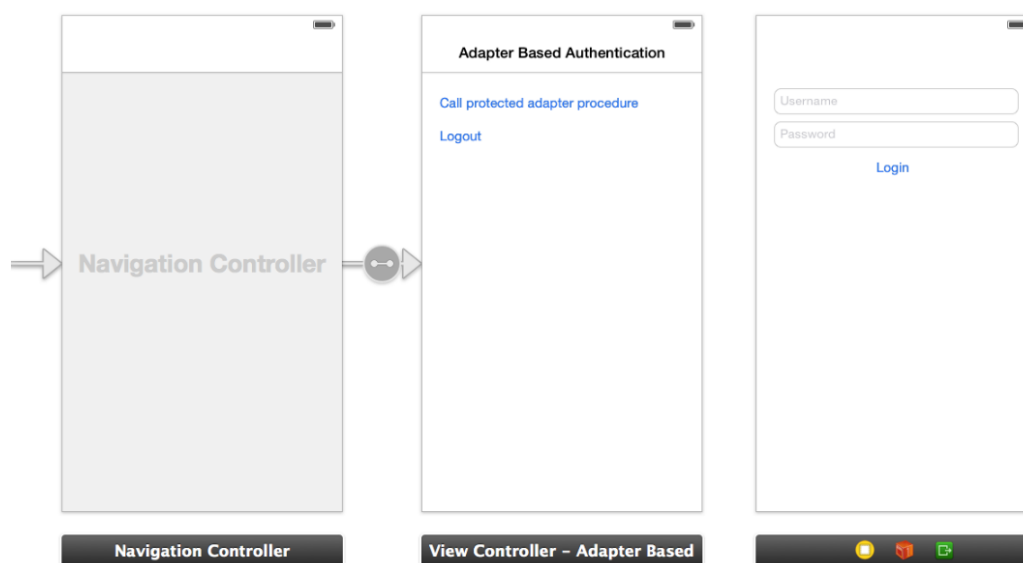 Adapter Based Authentication
Call protected adapter procedure
Logout
Username
Password
Login
Navigation Controller
Navigation Controller
View Controller – Adapter Based